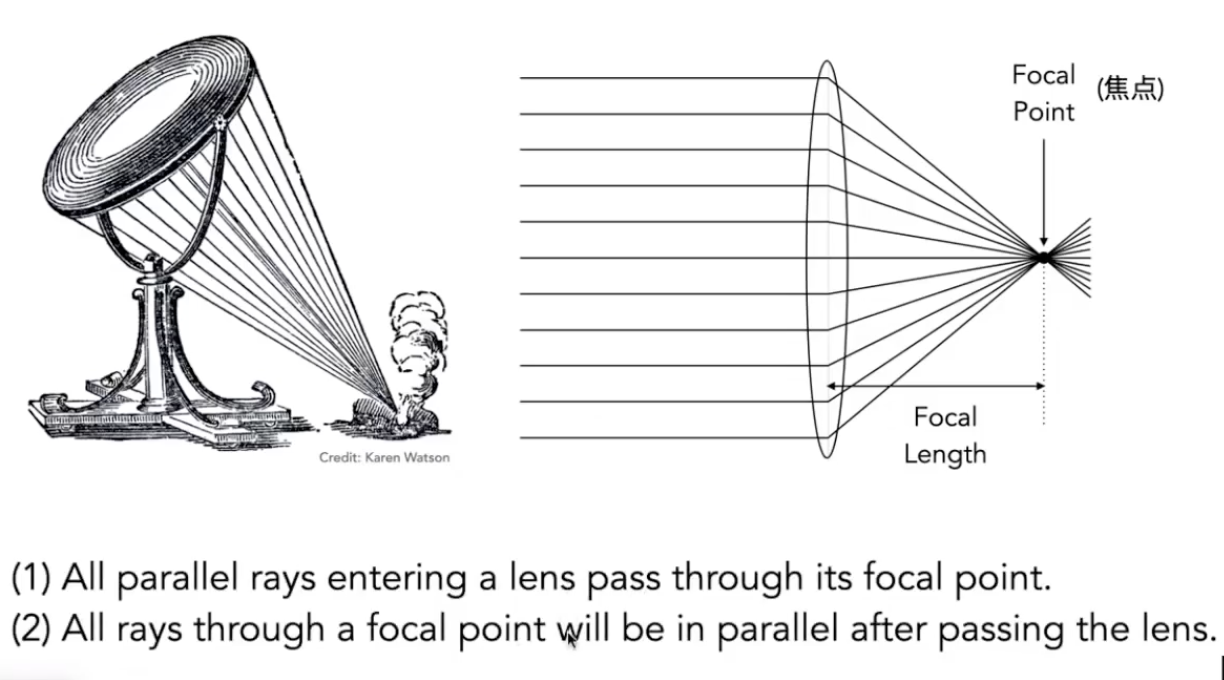 Focal
Point
(焦点)
Credit: Karen Watson
Focal
Length
(1) All parallel rays entering a lens pass through its focal point.
(2) All rays through a focal point will be in parallel after passing the lens.